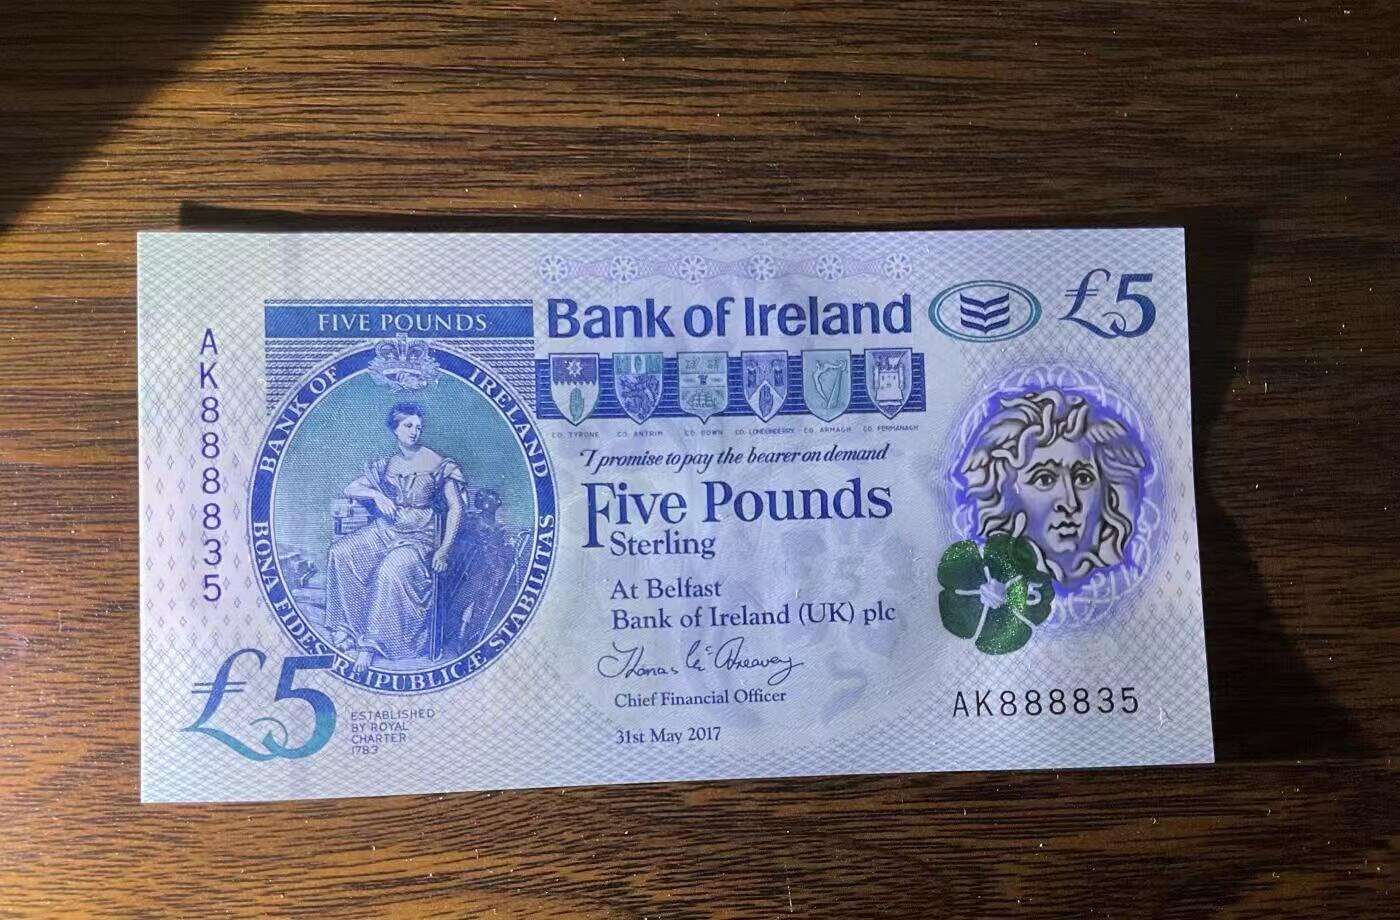 FIVE POUNDS
Bank of Ireland
£5
AK888835
BANK OF IRELAND
BONA FIDES REIPUBLICÆ STABILITAS
CO. TYRONE CO. ANTRIM CO. DOWN CO. LONDONDERRY CO. ARMAGH CO. FERMANAGH
I promise to pay the bearer on demand
Five Pounds
Sterling
At Belfast
Bank of Ireland (UK) plc
Chief Financial Officer
31st May 2017
5
AK888835
£5
ESTABLISHED
BY ROYAL
CHARTER
1783